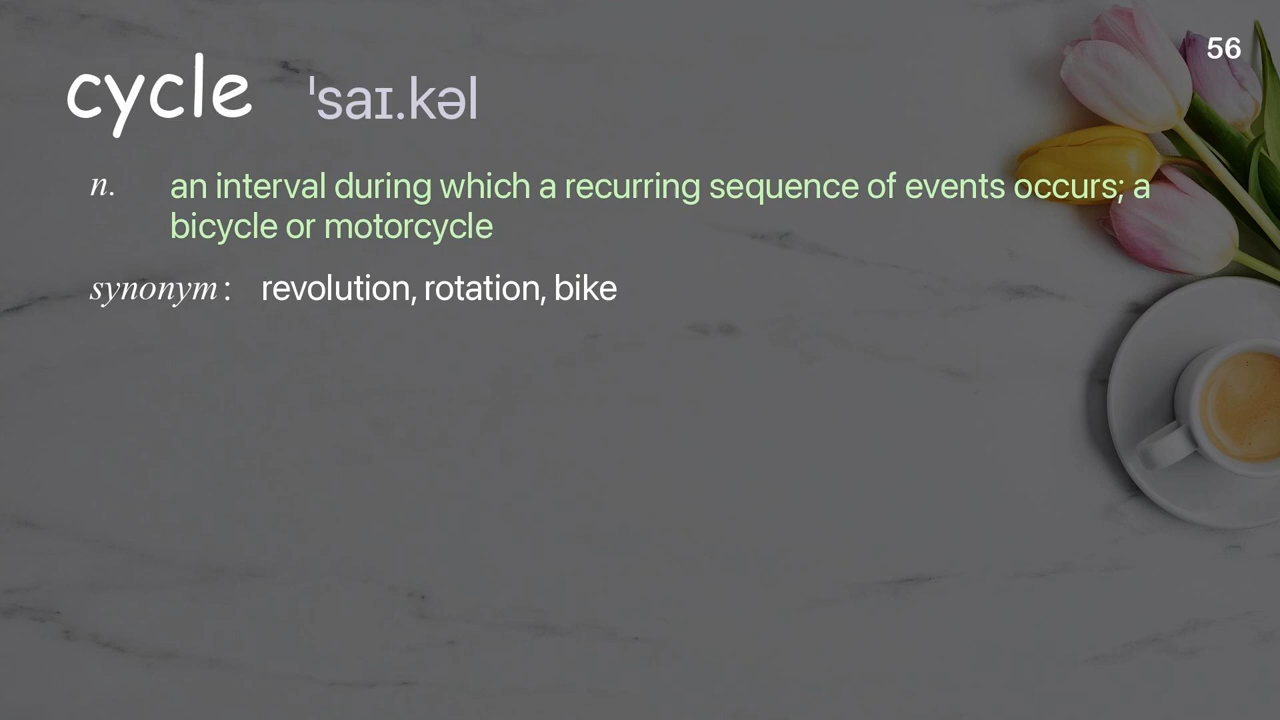 56
cycle ˈsaɪ.kəl
n. an interval during which a recurring sequence of events occurs; a
bicycle or motorcycle
synonym: revolution, rotation, bike